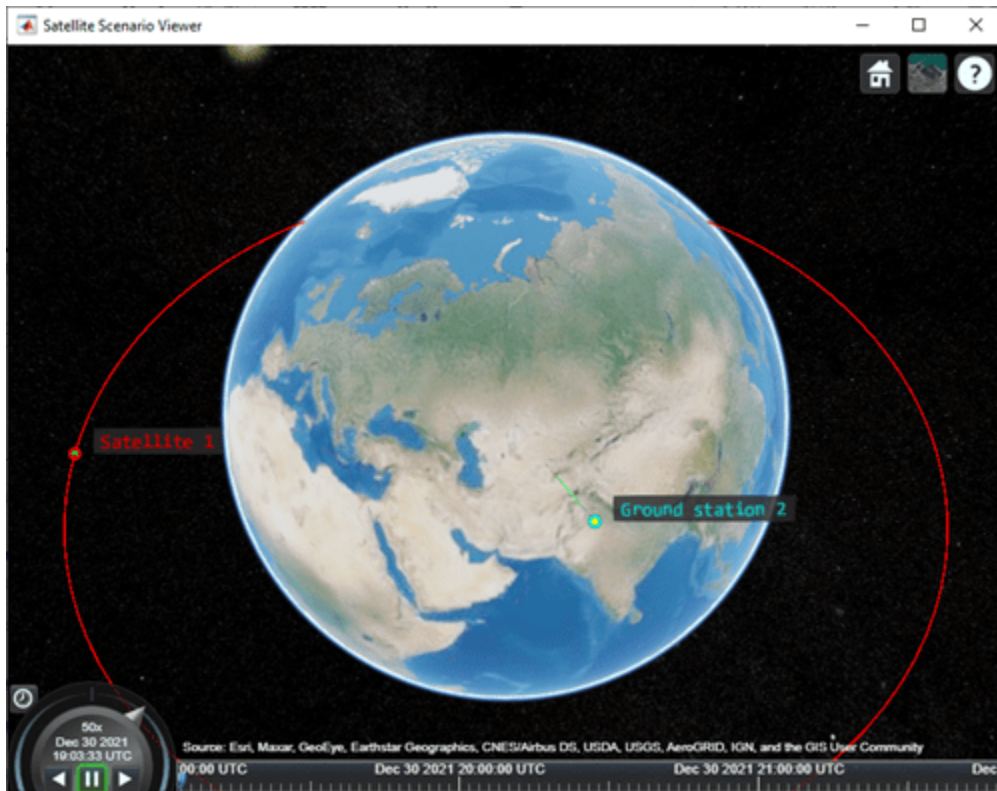 Satellite Scenario Viewer
?
Satellite 1
Ground station 2
50x
Dec 30 2021
19:03:33 UTC
Source: Esri, Maxar, GeoEye, Earthstar Geographics, CNES/Airbus DS, USDA, USGS, AeroGRID, IGN, and the GIS User Community
00:00 UTC Dec 30 2021 20:00:00 UTC Dec 30 2021 21:00:00 UTC Dec